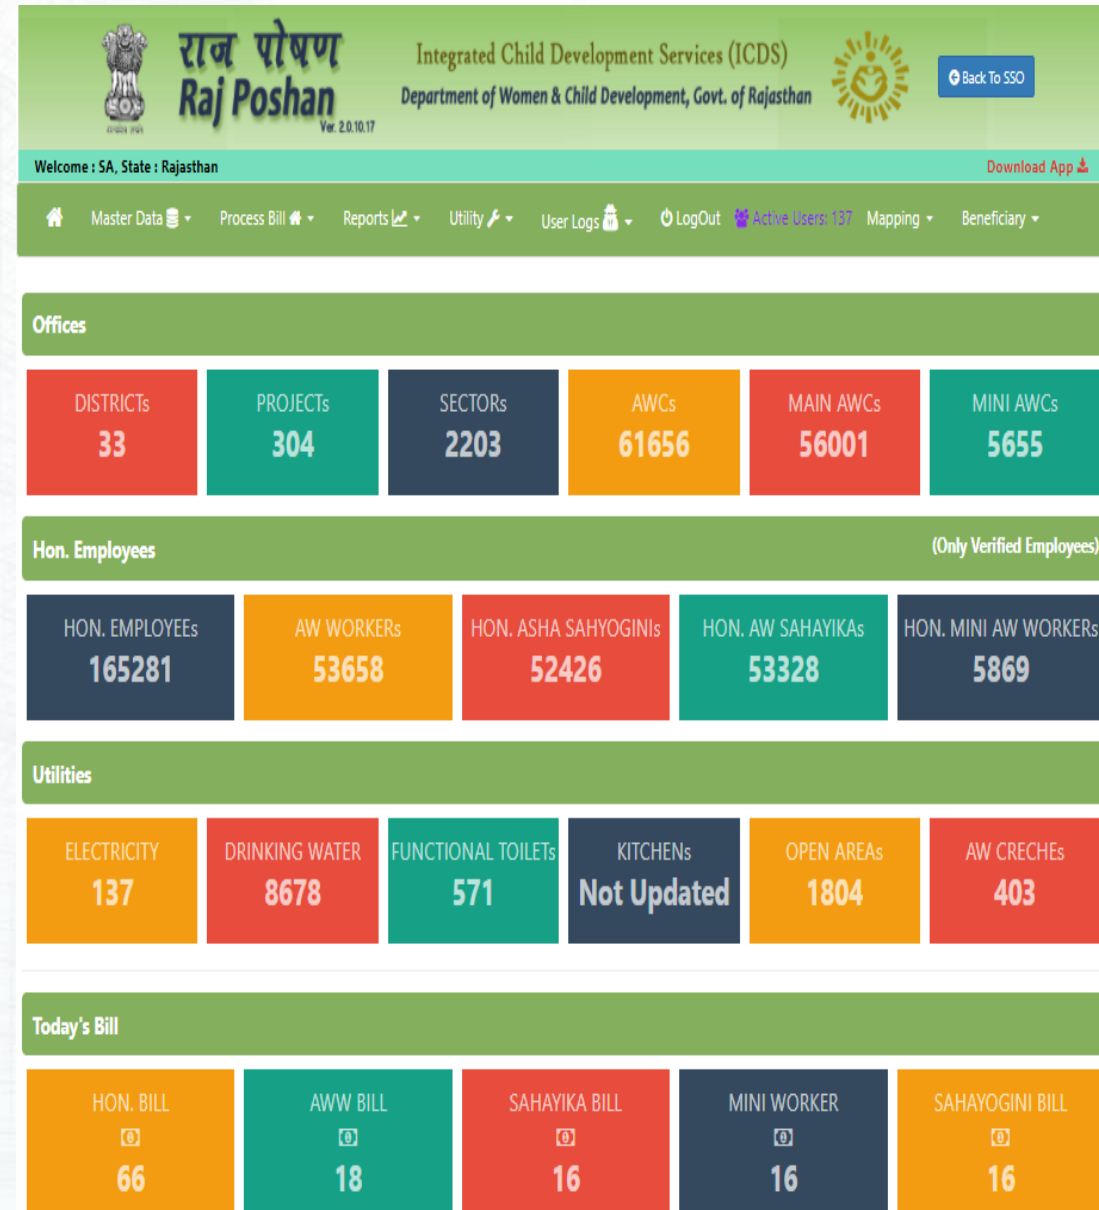 राज पोषण
Raj Poshan
Ver. 2.0.10.17
Integrated Child Development Services (ICDS)
Department of Women & Child Development, Govt. of Rajasthan
Back To SSO
Welcome : SA, State : Rajasthan
Download App
Master Data Process Bill Reports Utility User Logs LogOut Active Users: 137 Mapping Beneficiary
Offices
DISTRICTs
33
PROJECTs
304
SECTORs
2203
AWCs
61656
MAIN AWCs
56001
MINI AWCs
5655
Hon. Employees
(Only Verified Employees)
HON. EMPLOYEEs
165281
AW WORKERs
53658
HON. ASHA SAHYOGINIs
52426
HON. AW SAHAYIKAs
53328
HON. MINI AW WORKERs
5869
Utilities
ELECTRICITY
137
DRINKING WATER
8678
FUNCTIONAL TOILETs
571
KITCHENs
Not Updated
OPEN AREAs
1804
AW CRECHEs
403
Today's Bill
HON. BILL
66
AWW BILL
18
SAHAYIKA BILL
16
MINI WORKER
16
SAHAYOGINI BILL
16